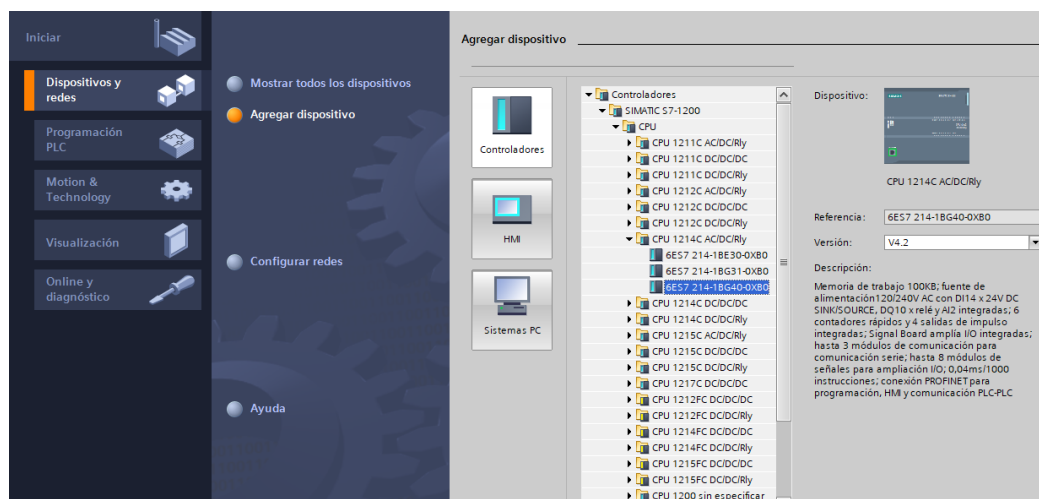 Iniciar
Dispositivos y
redes
Programación
PLC
Motion &
Technology
Visualización
Online y
diagnóstico
Mostrar todos los dispositivos
Agregar dispositivo
Configurar redes
Ayuda
Agregar dispositivo
Controladores
HMI
Sistemas PC
Controladores
SIMATIC S7-1200
CPU
CPU 1211C AC/DC/Rly
CPU 1211C DC/DC/DC
CPU 1211C DC/DC/Rly
CPU 1212C AC/DC/Rly
CPU 1212C DC/DC/DC
CPU 1212C DC/DC/Rly
CPU 1214C AC/DC/Rly
6ES7 214-1BE30-0XB0
6ES7 214-1BG31-0XB0
6ES7 214-1BG40-0XB0
CPU 1214C DC/DC/DC
CPU 1214C DC/DC/Rly
CPU 1215C AC/DC/Rly
CPU 1215C DC/DC/DC
CPU 1215C DC/DC/Rly
CPU 1217C DC/DC/DC
CPU 1212FC DC/DC/DC
CPU 1212FC DC/DC/Rly
CPU 1214FC DC/DC/DC
CPU 1214FC DC/DC/Rly
CPU 1215FC DC/DC/DC
CPU 1215FC DC/DC/Rly
CPU 1200 sin especificar
Dispositivo:
CPU 1214C AC/DC/Rly
Referencia: 6ES7 214-1BG40-0XB0
Versión: V4.2
Descripción:
Memoria de trabajo 100KB; fuente de
alimentación120/240V AC con DI14 x 24V DC
SINK/SOURCE, DQ10 x relé y AI2 integradas; 6
contadores rápidos y 4 salidas de impulso
integradas; Signal Board amplía I/O integradas;
hasta 3 módulos de comunicación para
comunicación serie; hasta 8 módulos de
señales para ampliación I/O; 0,04ms/1000
instrucciones; conexión PROFINET para
programación, HMI y comunicación PLC-PLC